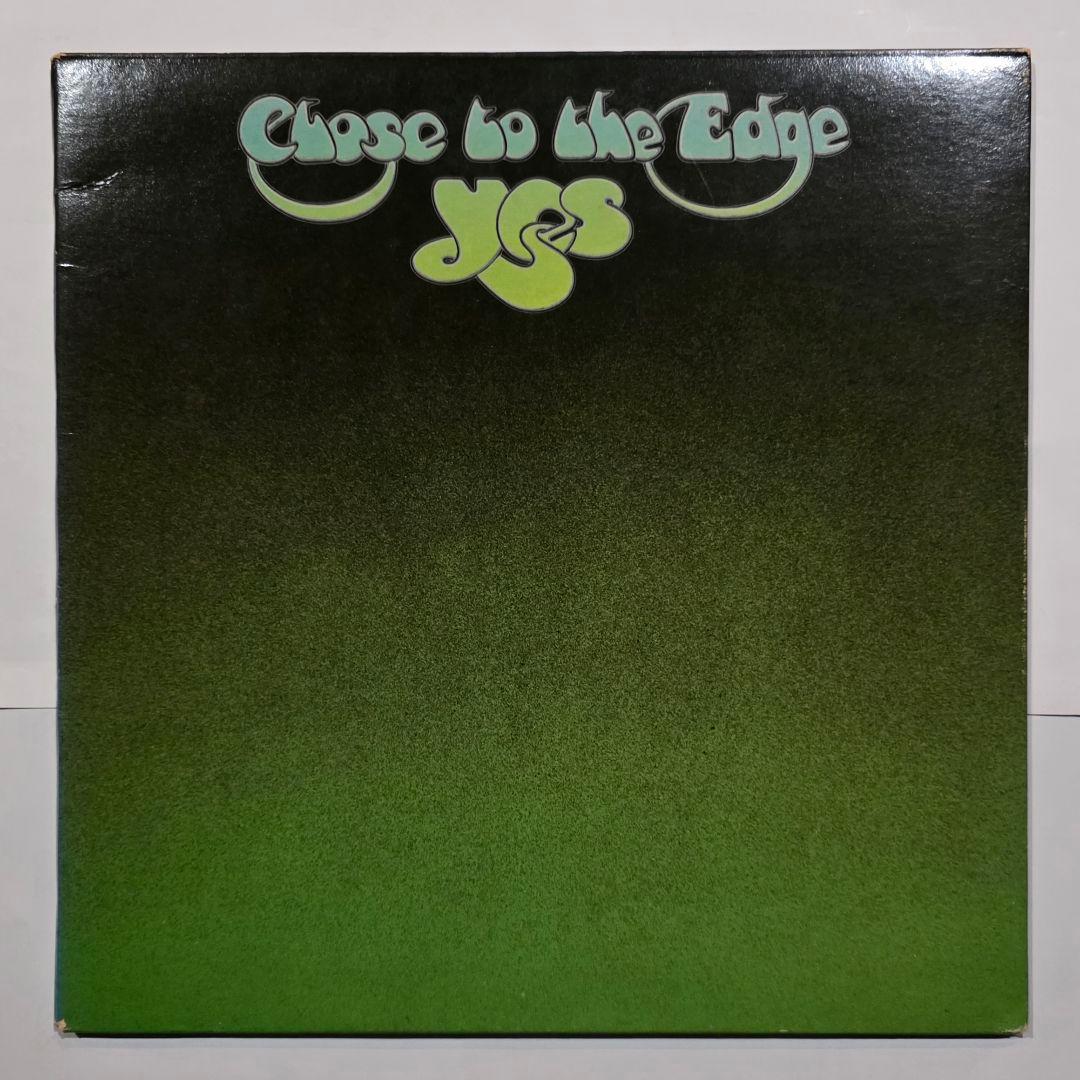 Close to the Edge
Yes